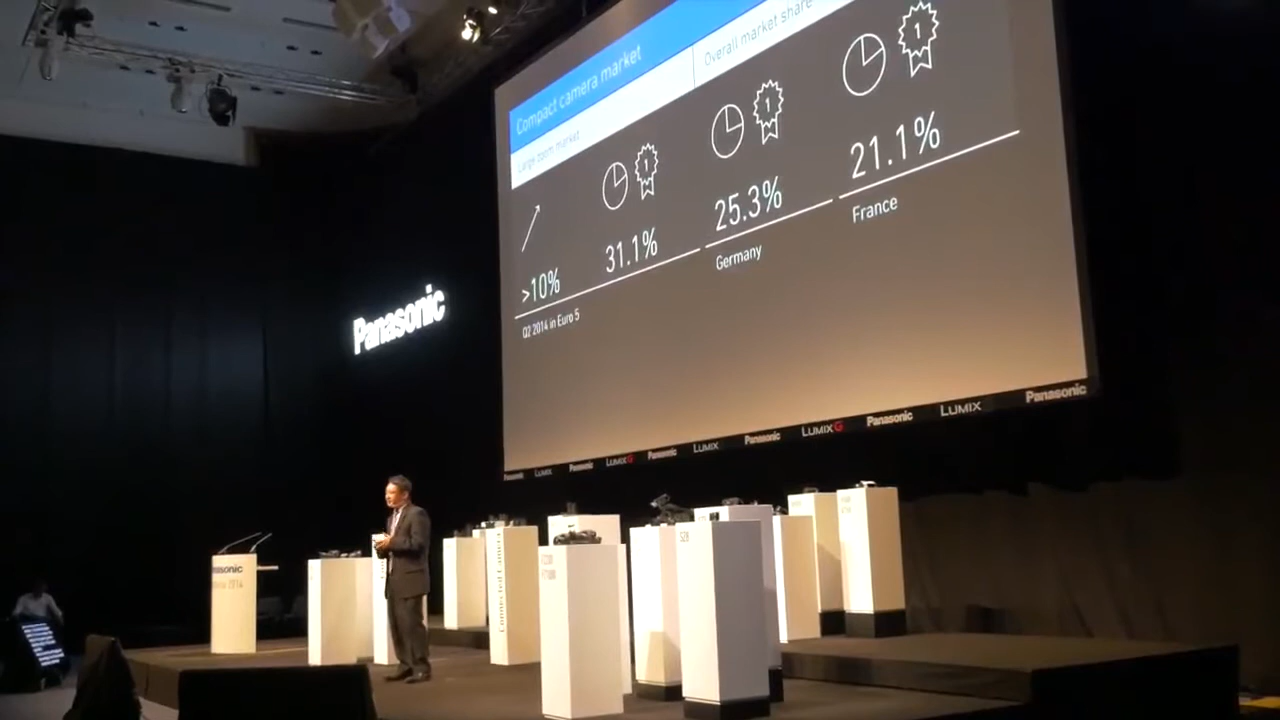 Compact camera market
Large zoom market
Overall market share
1
1
1
>10%
31.1%
25.3%
21.1%
Q2 2014 in Euro 5
Germany
France
Panasonic
Panasonic LUMIX Panasonic LUMIX G Panasonic LUMIX Panasonic LUMIX G Panasonic LUMIX Panasonic
Connected Camera